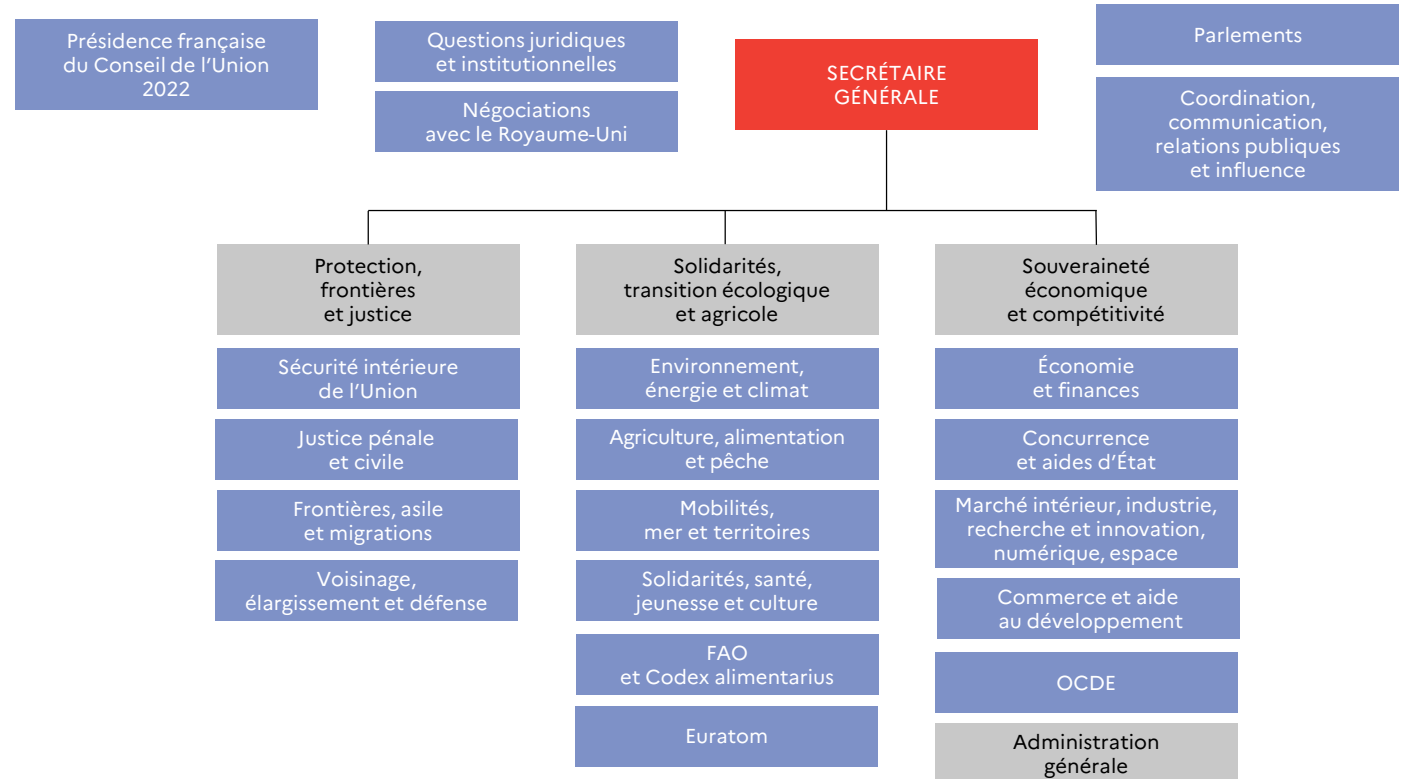 Présidence française
du Conseil de l’Union
2022
Questions juridiques
et institutionnelles
Négociations
avec le Royaume-Uni
SECRÉTAIRE
GÉNÉRALE
Parlements
Coordination,
communication,
relations publiques
et influence
Protection,
frontières
et justice
Sécurité intérieure
de l’Union
Justice pénale
et civile
Frontières, asile
et migrations
Voisinage,
élargissement et défense
Solidarités,
transition écologique
et agricole
Environnement,
énergie et climat
Agriculture, alimentation
et pêche
Mobilités,
mer et territoires
Solidarités, santé,
jeunesse et culture
FAO
et Codex alimentarius
Euratom
Souveraineté
économique
et compétitivité
Économie
et finances
Concurrence
et aides d’État
Marché intérieur, industrie,
recherche et innovation,
numérique, espace
Commerce et aide
au développement
OCDE
Administration
générale